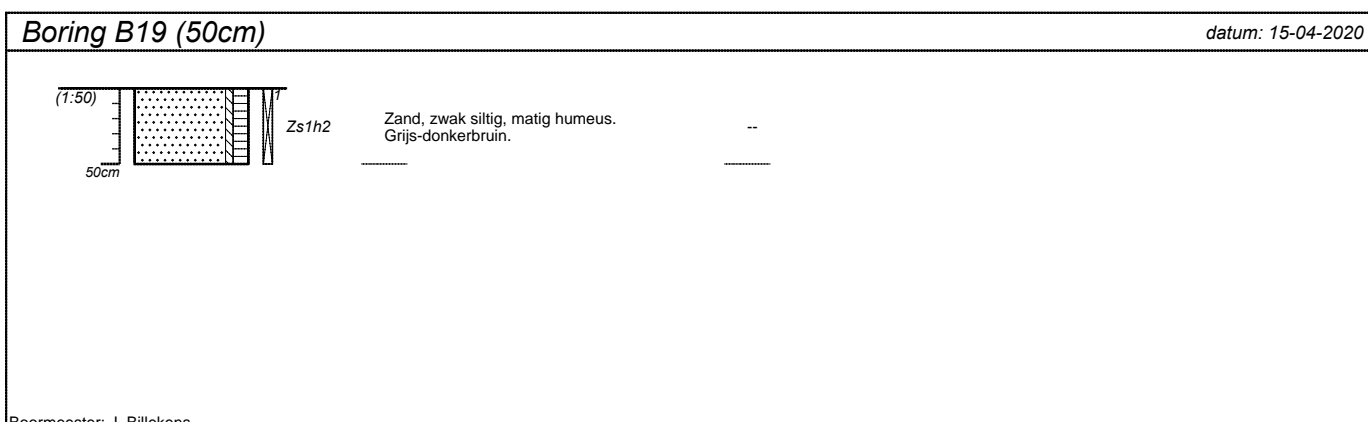 Boring B19 (50cm)
datum: 15-04-2020
(1:50)
1
Zs1h2
Zand, zwak siltig, matig humeus.
Grijs-donkerbruin.
--
50cm